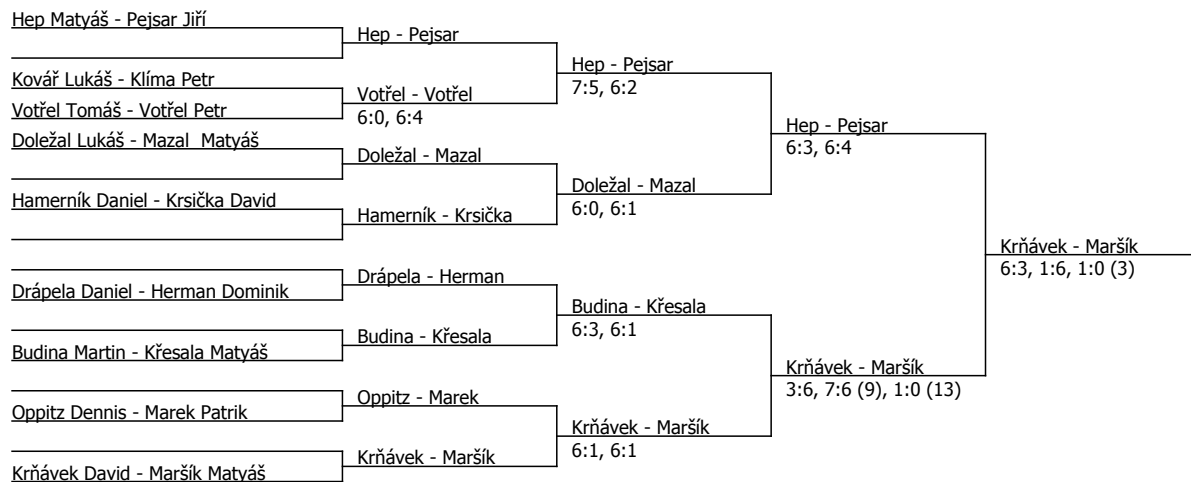 Hep Matyáš - Pejsar Jiří
Hep - Pejsar
Hep - Pejsar
7:5, 6:2
Kovář Lukáš - Klíma Petr
Votřel - Votřel
6:0, 6:4
Votřel Tomáš - Votřel Petr
Hep - Pejsar
6:3, 6:4
Doležal Lukáš - Mazal  Matyáš
Doležal - Mazal
Doležal - Mazal
6:0, 6:1
Hamerník Daniel - Krsička David
Hamerník - Krsička
Krňávek - Maršík
6:3, 1:6, 1:0 (3)
Drápela - Herman
Drápela Daniel - Herman Dominik
Budina - Křesala
6:3, 6:1
Budina - Křesala
Budina Martin - Křesala Matyáš
Krňávek - Maršík
3:6, 7:6 (9), 1:0 (13)
Oppitz - Marek
Oppitz Dennis - Marek Patrik
Krňávek - Maršík
6:1, 6:1
Krňávek - Maršík
Krňávek David - Maršík Matyáš